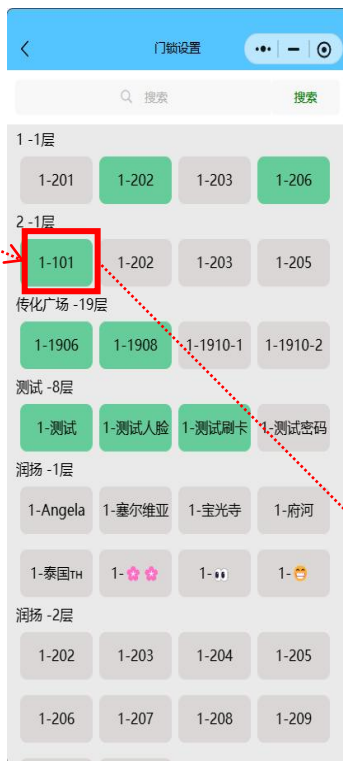 门锁设置
搜索 搜索
1 -1层
1-201 1-202 1-203 1-206
2 -1层
1-101 1-202 1-203 1-205
传化广场 -19层
1-1906 1-1908 1-1910-1 1-1910-2
测试 -8层
1-测试 1-测试人脸 1-测试刷卡 1-测试密码
润扬 -1层
1-Angela 1-塞尔维亚 1-宝光寺 1-府河
1-泰国TH 1-🌸🌸 1-👀 1-😁
润扬 -2层
1-202 1-203 1-204 1-205
1-206 1-207 1-208 1-209